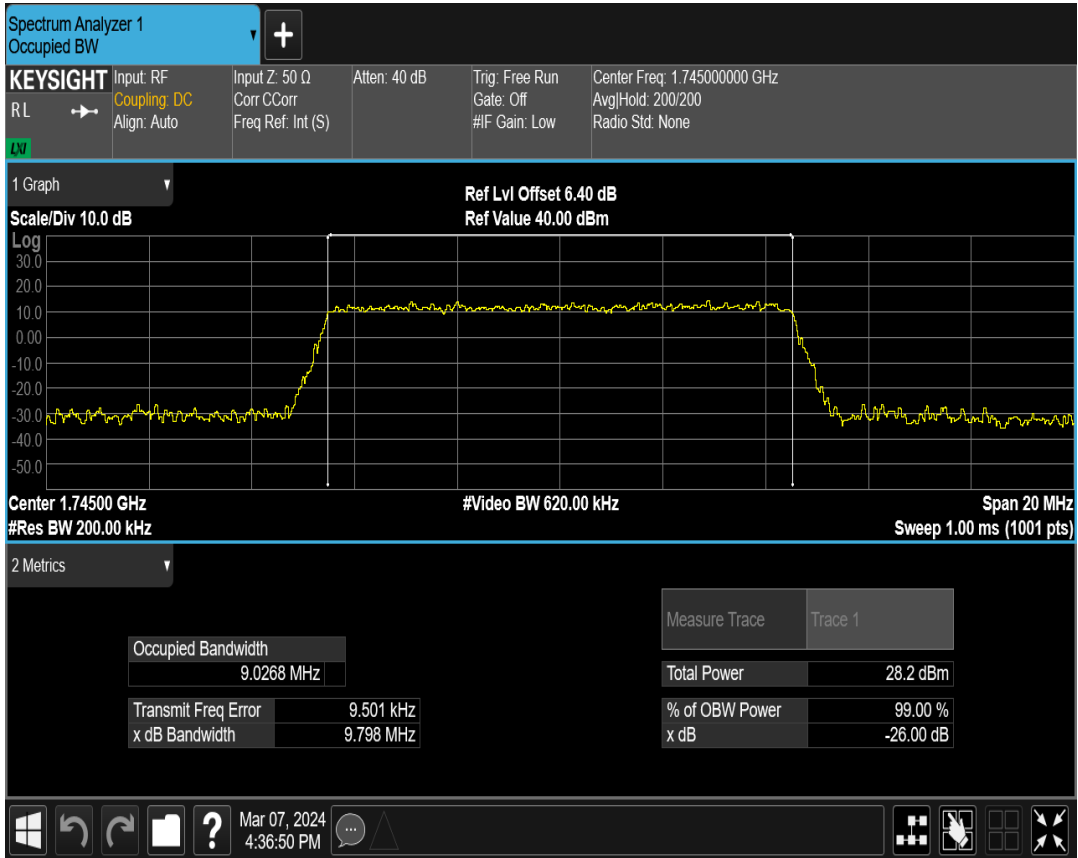 Spectrum Analyzer 1
Occupied BW
+
KEYSIGHT
RL
LXI
Input: RF
Coupling: DC
Align: Auto
Input Z: 50 Ω
Corr CCorr
Freq Ref: Int (S)
Atten: 40 dB
Trig: Free Run
Gate: Off
#IF Gain: Low
Center Freq: 1.745000000 GHz
Avg|Hold: 200/200
Radio Std: None
1 Graph
Ref Lvl Offset 6.40 dB
Scale/Div 10.0 dB
Ref Value 40.00 dBm
Log
30.0
20.0
10.0
0.00
-10.0
-20.0
-30.0
-40.0
-50.0
Center 1.74500 GHz
#Video BW 620.00 kHz
Span 20 MHz
#Res BW 200.00 kHz
Sweep 1.00 ms (1001 pts)
2 Metrics
Measure Trace Trace 1
Occupied Bandwidth
9.0268 MHz
Total Power 28.2 dBm
Transmit Freq Error 9.501 kHz
% of OBW Power 99.00 %
x dB Bandwidth 9.798 MHz
x dB -26.00 dB
?
Mar 07, 2024
4:36:50 PM